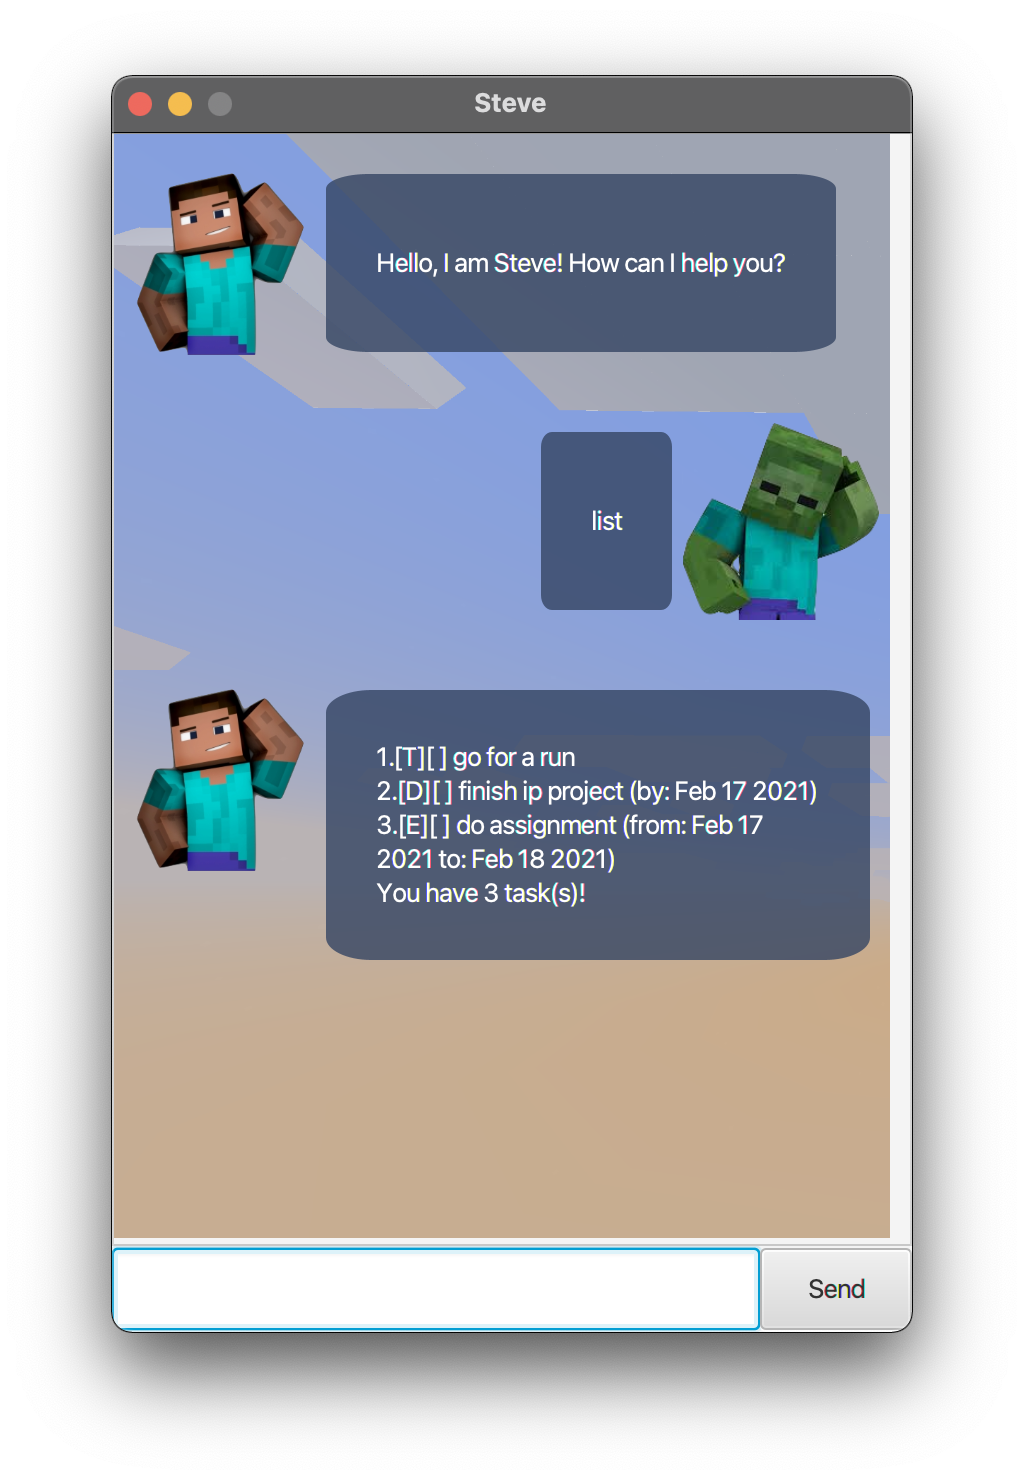 Steve
Hello, I am Steve! How can I help you?
list
1.[T][ ] go for a run
2.[D][ ] finish ip project (by: Feb 17 2021)
3.[E][ ] do assignment (from: Feb 17
2021 to: Feb 18 2021)
You have 3 task(s)!
Send